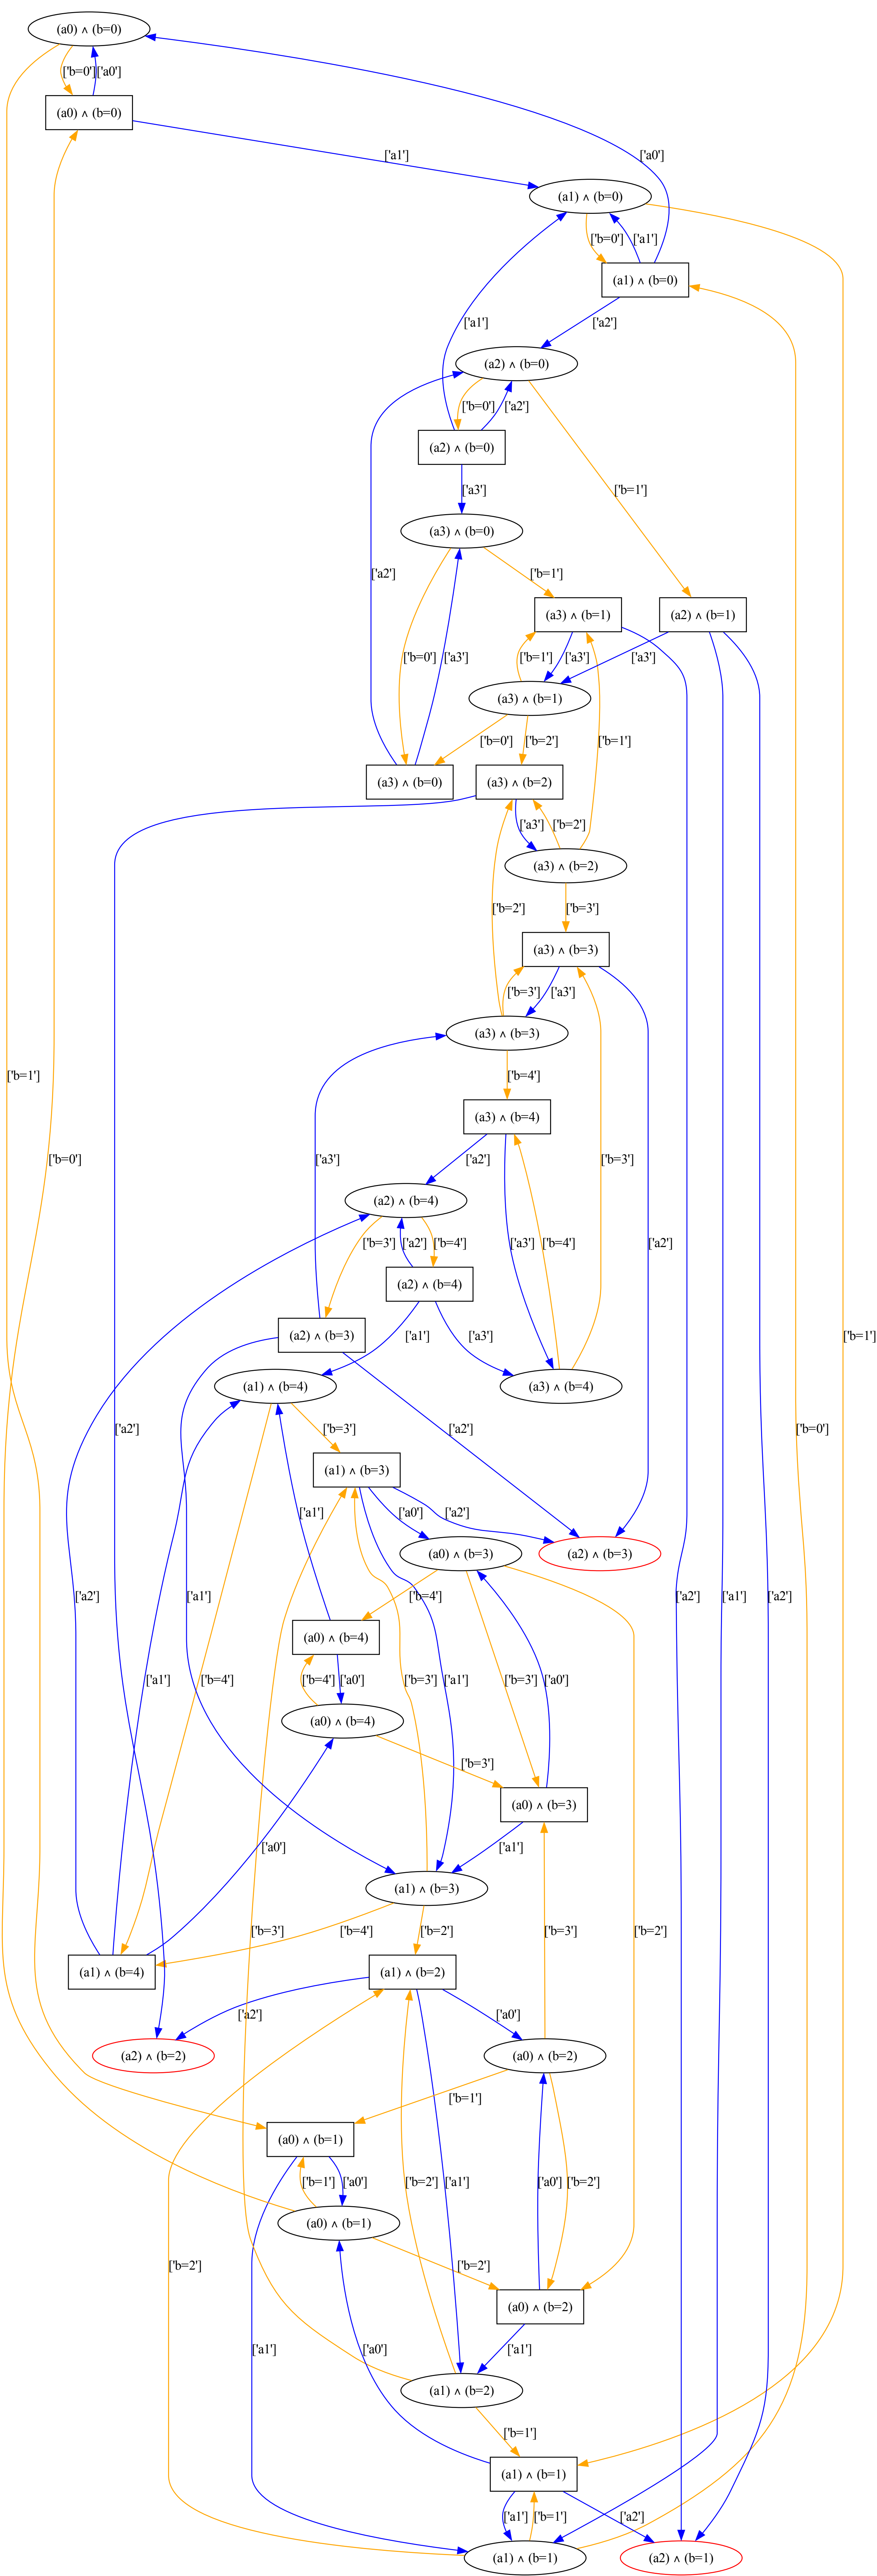 (a0) ∧ (b=0)
['b=0']
['a0']
(a0) ∧ (b=0)
['a1']
['a0']
(a1) ∧ (b=0)
['b=0']
['a1']
(a1) ∧ (b=0)
['a1']
['a2']
(a2) ∧ (b=0)
['b=0']
['a2']
(a2) ∧ (b=0)
['a3']
['b=1']
(a3) ∧ (b=0)
['a2']
['b=1']
(a3) ∧ (b=1)
(a2) ∧ (b=1)
['b=0']
['a3']
['b=1']
['a3']
['a3']
(a3) ∧ (b=1)
['b=0']
['b=2']
['b=1']
(a3) ∧ (b=0)
(a3) ∧ (b=2)
['a3']
['b=2']
(a3) ∧ (b=2)
['b=2']
['b=3']
(a3) ∧ (b=3)
['b=3']
['a3']
(a3) ∧ (b=3)
['b=1']
['b=4']
(a3) ∧ (b=4)
['b=0']
['a3']
['a2']
['b=3']
(a2) ∧ (b=4)
['b=3']
['a2']
['b=4']
['a3']
['b=4']
['a2']
(a2) ∧ (b=4)
(a2) ∧ (b=3)
['a1']
['a3']
['b=1']
(a1) ∧ (b=4)
(a3) ∧ (b=4)
['a2']
['b=3']
['a2']
['b=0']
(a1) ∧ (b=3)
['a1']
['a0']
['a2']
(a0) ∧ (b=3)
(a2) ∧ (b=3)
['a2']
['a1']
['b=4']
['a2']
['a1']
['a2']
(a0) ∧ (b=4)
['a1']
['b=4']
['b=4']
['a0']
['b=3']
['a1']
['b=3']
['a0']
(a0) ∧ (b=4)
['b=3']
(a0) ∧ (b=3)
['a0']
['a1']
(a1) ∧ (b=3)
['b=3']
['b=4']
['b=2']
['b=3']
['b=2']
(a1) ∧ (b=4)
(a1) ∧ (b=2)
['a2']
['a0']
(a2) ∧ (b=2)
(a0) ∧ (b=2)
['b=1']
(a0) ∧ (b=1)
['b=1']
['a0']
['b=2']
['a1']
['a0']
['b=2']
(a0) ∧ (b=1)
['b=2']
['a1']
['b=2']
['a0']
(a0) ∧ (b=2)
['a1']
(a1) ∧ (b=2)
['b=1']
(a1) ∧ (b=1)
['a1']
['b=1']
['a2']
(a1) ∧ (b=1)
(a2) ∧ (b=1)